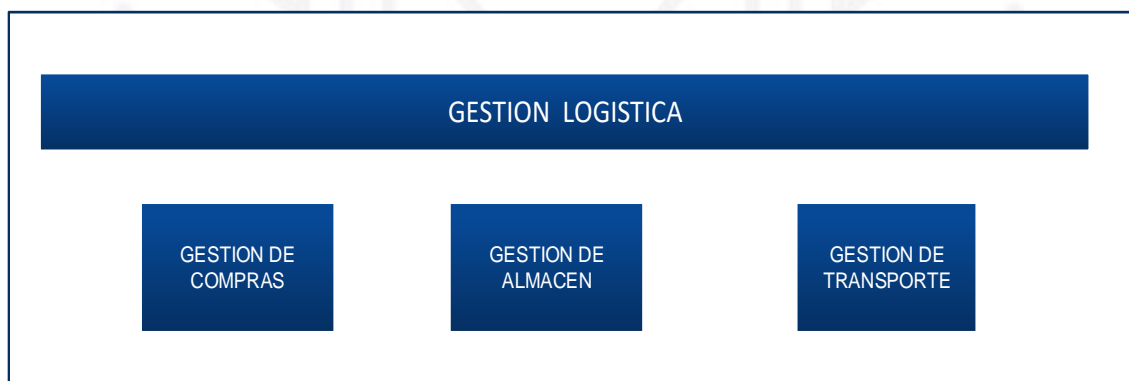 GESTION LOGISTICA
GESTION DE
COMPRAS
GESTION DE
ALMACEN
GESTION DE
TRANSPORTE